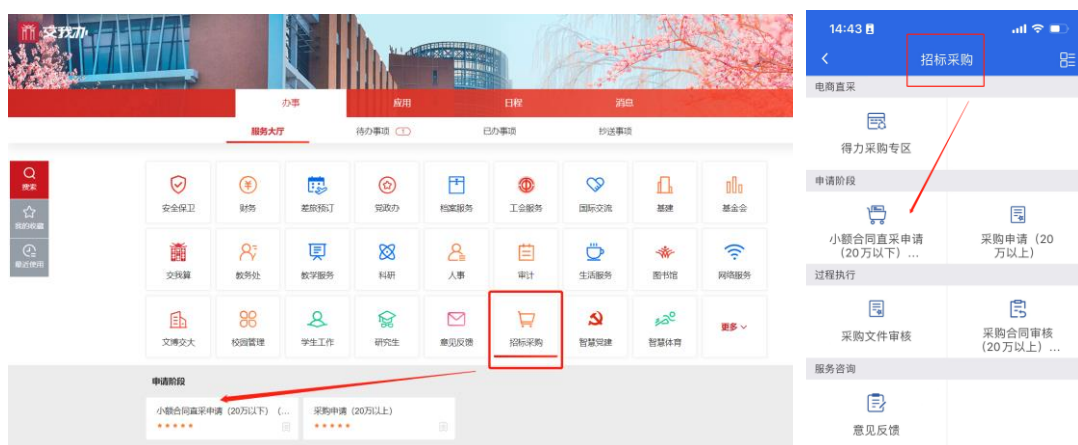 交我办
办事 应用 日程 消息
服务大厅 待办事项 1 已办事项 抄送事项
搜索
我的收藏
最近使用
安全保卫 财务 差旅预订 党政办 档案服务 工会服务 国际交流 基建 基金会
交我算 教务处 教学服务 科研 人事 审计 生活服务 图书馆 网络服务
文博交大 校园管理 学生工作 研究生 意见反馈 招标采购 智慧党建 智慧体育 更多
申请阶段
小额合同直采申请（20万以下）（... 采购申请（20万以上）
14:43
招标采购
电商直采
得力采购专区
申请阶段
小额合同直采申请 采购申请（20
（20万以下）... 万以上）
过程执行
采购文件审核 采购合同审核
（20万以上）...
服务咨询
意见反馈